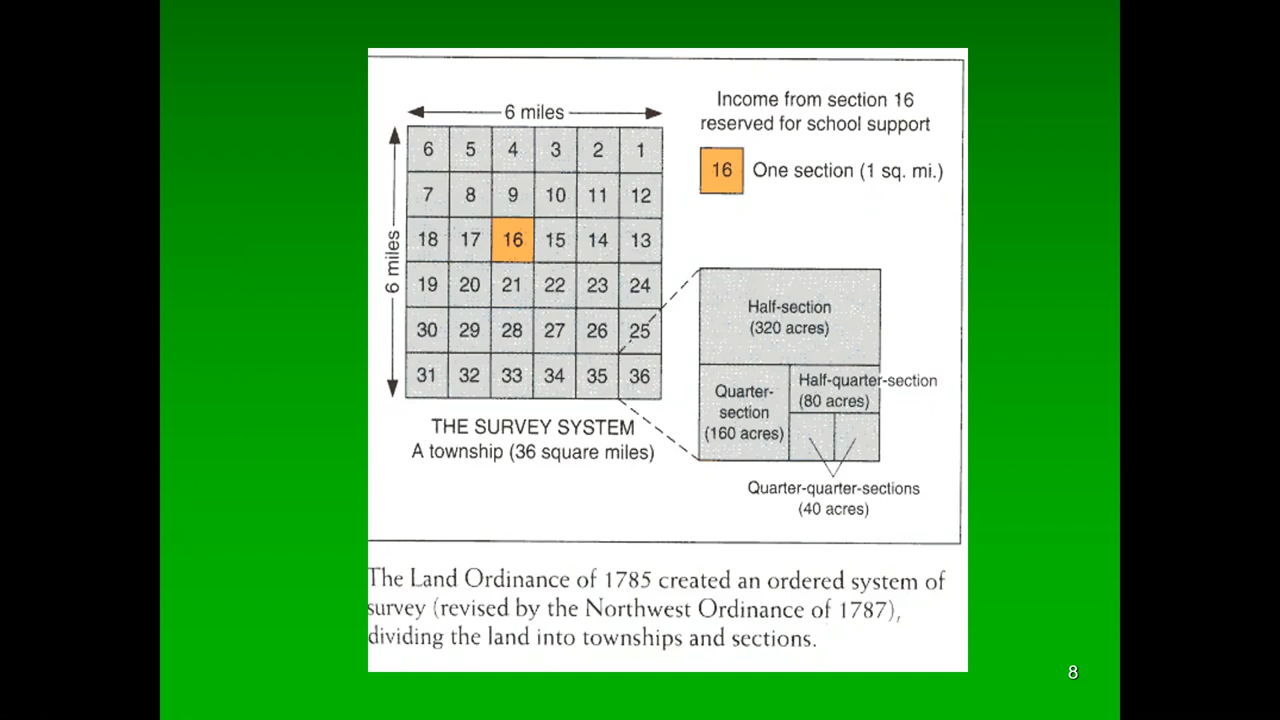 6 miles
6 miles
6 5 4 3 2 1
7 8 9 10 11 12
18 17 16 15 14 13
19 20 21 22 23 24
30 29 28 27 26 25
31 32 33 34 35 36
THE SURVEY SYSTEM
A township (36 square miles)
Income from section 16
reserved for school support
16 One section (1 sq. mi.)
Half-section
(320 acres)
Quarter-
section
(160 acres)
Half-quarter-section
(80 acres)
Quarter-quarter-sections
(40 acres)
The Land Ordinance of 1785 created an ordered system of
survey (revised by the Northwest Ordinance of 1787),
dividing the land into townships and sections.
8